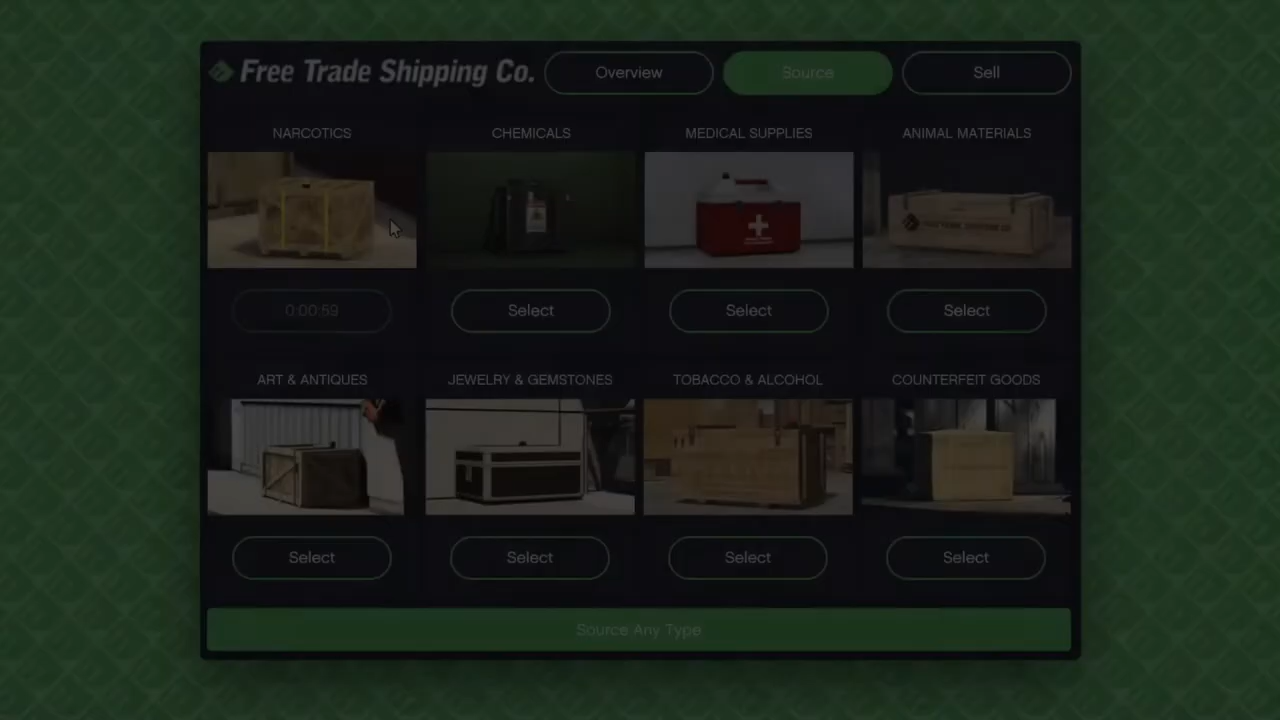 Free Trade Shipping Co.
Overview
Source
Sell
NARCOTICS
CHEMICALS
MEDICAL SUPPLIES
ANIMAL MATERIALS
0:00:59
Select
Select
Select
ART & ANTIQUES
JEWELRY & GEMSTONES
TOBACCO & ALCOHOL
COUNTERFEIT GOODS
Select
Select
Select
Select
Source Any Type